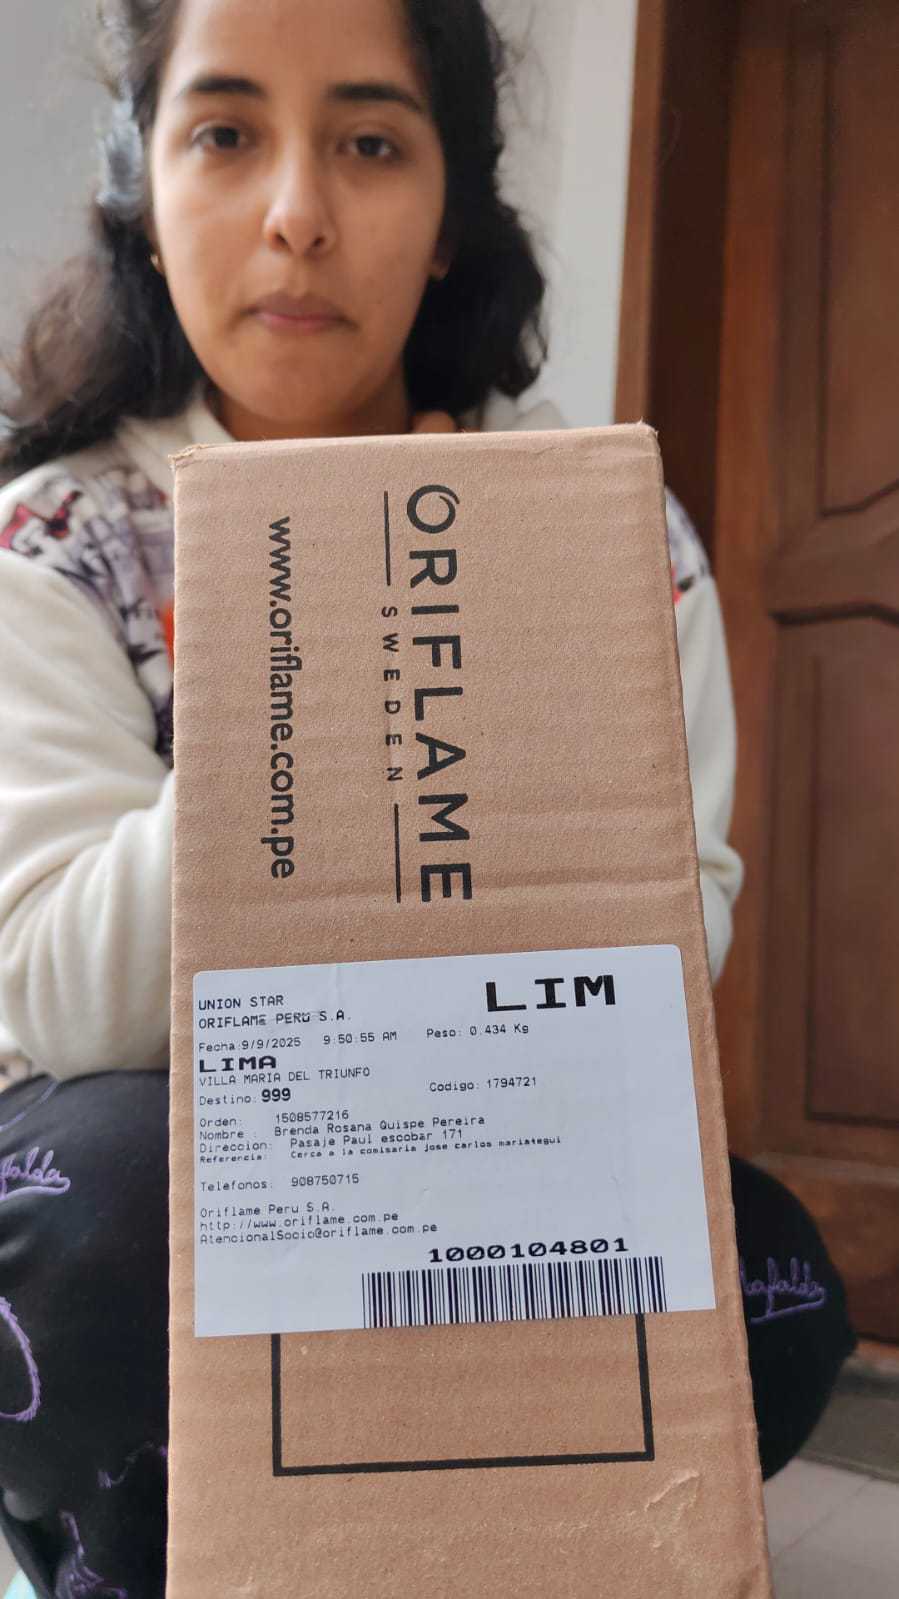 ORIFLAME
SWEDEN
www.oriflame.com.pe
UNION STAR
LIM
ORIFLAME PERU S.A.
Fecha:9/9/2025 9:50:55 AM Peso: 0.434 Kg
LIMA
VILLA MARIA DEL TRIUNFO
Destino: 999 Codigo: 1794721
Orden: 1508577216
Nombre : Brenda Rosana Quispe Pereira
Direccion: Pasaje Paul escobar 171
Referencia: Cerca a la comisaria jose carlos mariategui
Telefonos: 908750715
Oriflame Peru S.A.
http://www.oriflame.com.pe
AtencionalSocio@oriflame.com.pe
1000104801